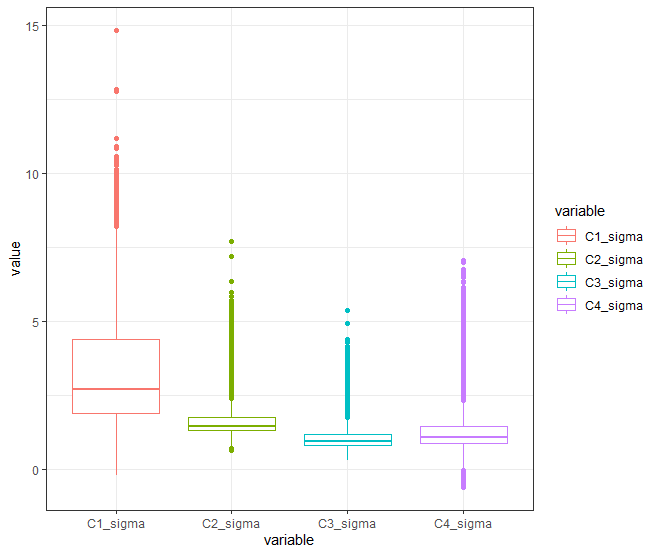 15
10
5
0
value
C1_sigma
C2_sigma
C3_sigma
C4_sigma
variable
variable
C1_sigma
C2_sigma
C3_sigma
C4_sigma